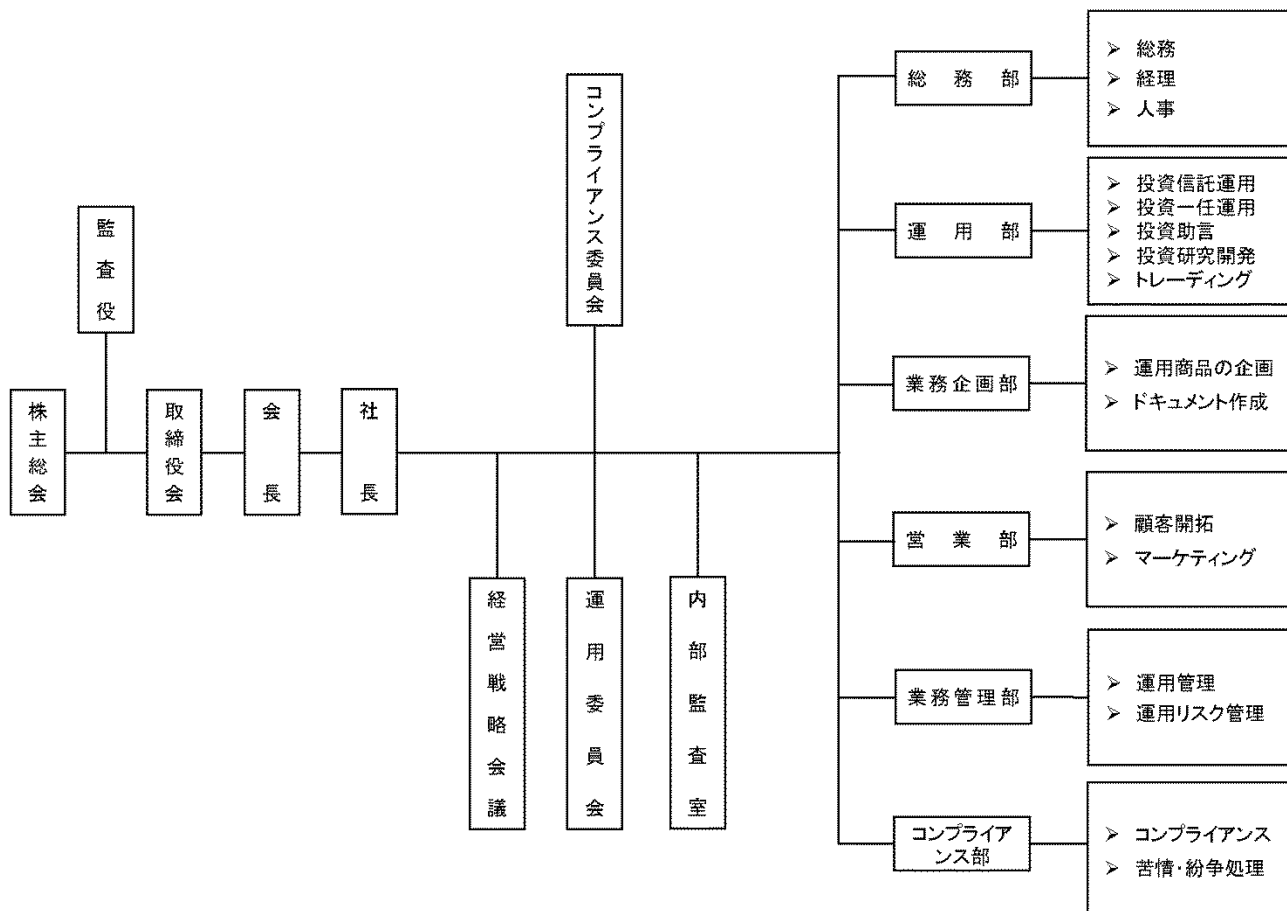 株主総会
監査役
取締役会
会長
社長
コンプライアンス委員会
経営戦略会議
運用委員会
内部監査室
総務部
➢ 総務
➢ 経理
➢ 人事
運用部
➢ 投資信託運用
➢ 投資一任運用
➢ 投資助言
➢ 投資研究開発
➢ トレーディング
業務企画部
➢ 運用商品の企画
➢ ドキュメント作成
営業部
➢ 顧客開拓
➢ マーケティング
業務管理部
➢ 運用管理
➢ 運用リスク管理
コンプライア
ンス部
➢ コンプライアンス
➢ 苦情・紛争処理